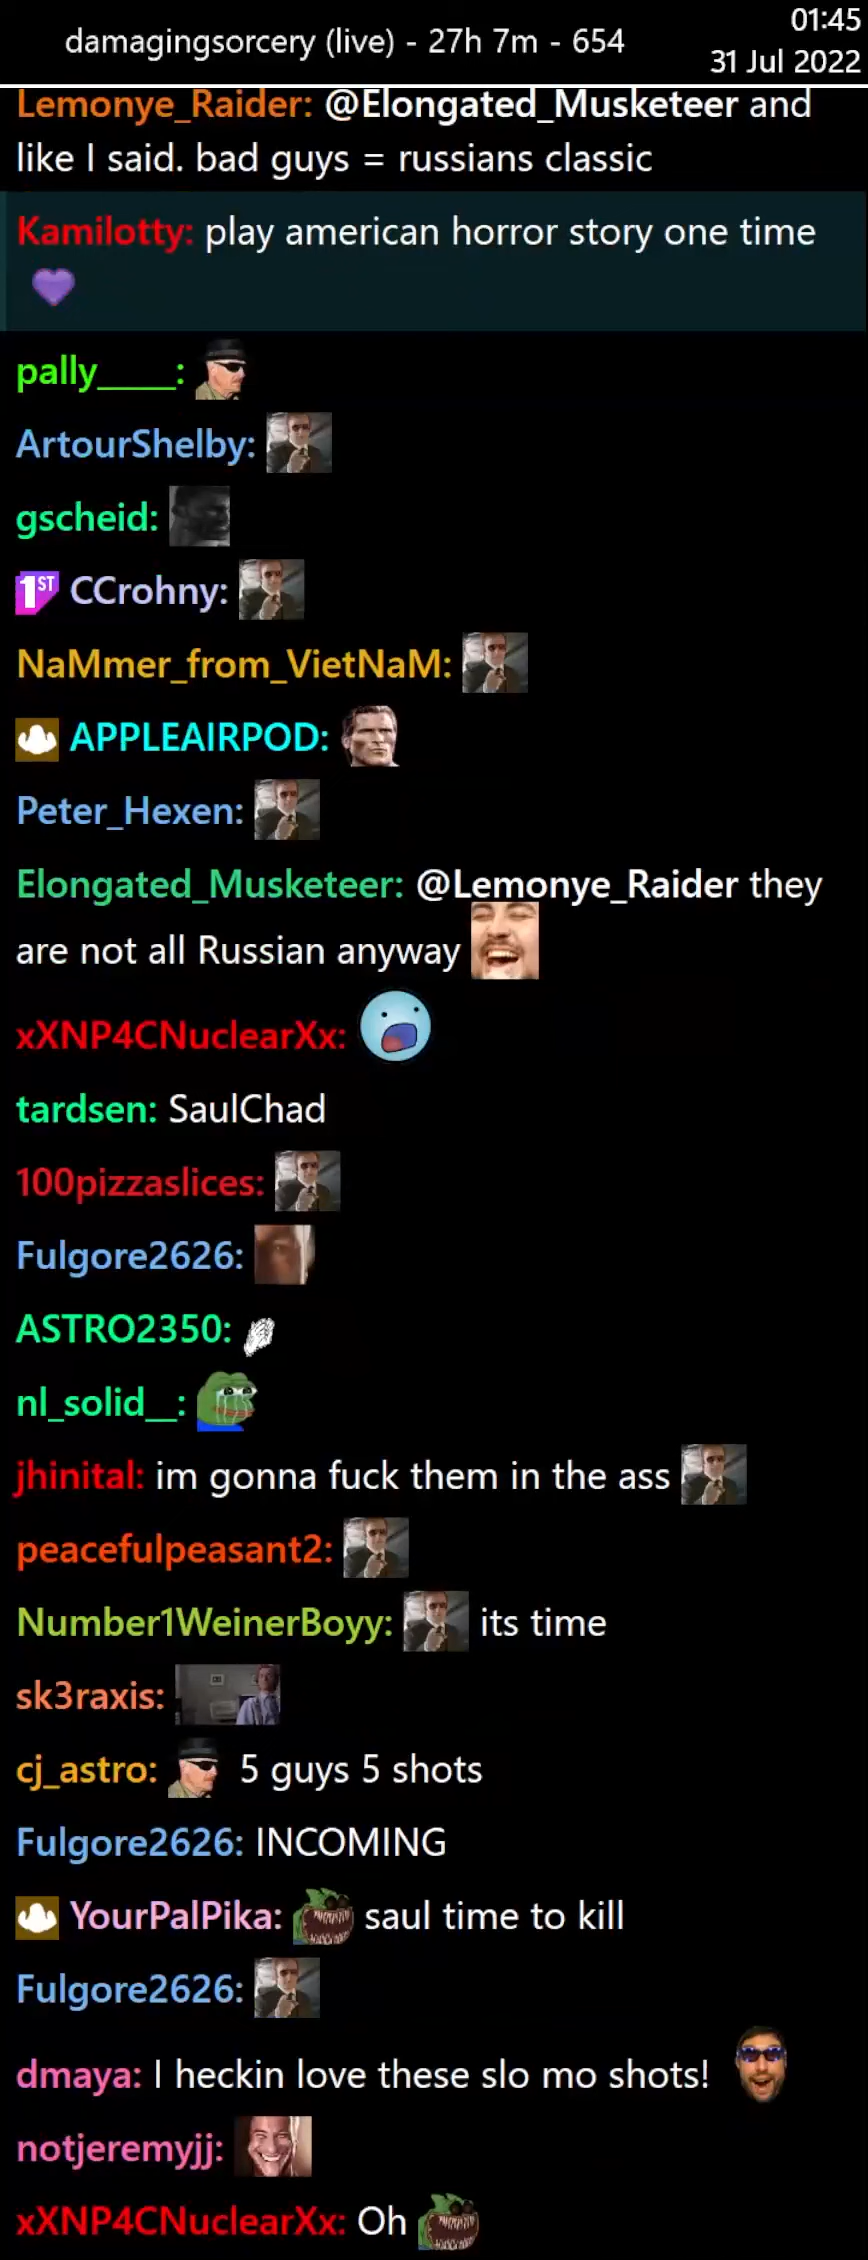 damagingsorcery (live) - 27h 7m - 654
01:45
31 Jul 2022
Lemonye_Raider: @Elongated_Musketeer and
like I said. bad guys = russians classic
Kamilotty: play american horror story one time
pally_____:
ArtourShelby:
gscheid:
1ST CCrohny:
NaMmer_from_VietNaM:
APPLEAIRPOD:
Peter_Hexen:
Elongated_Musketeer: @Lemonye_Raider they
are not all Russian anyway
xXNP4CNuclearXx:
tardsen: SaulChad
100pizzaslices:
Fulgore2626:
ASTRO2350:
nl_solid__:
jhinital: im gonna fuck them in the ass
peacefulpeasant2:
Number1WeinerBoyy: its time
sk3raxis:
cj_astro: 5 guys 5 shots
Fulgore2626: INCOMING
YourPalPika: saul time to kill
Fulgore2626:
dmaya: I heckin love these slo mo shots!
notjeremyjj:
xXNP4CNuclearXx: Oh